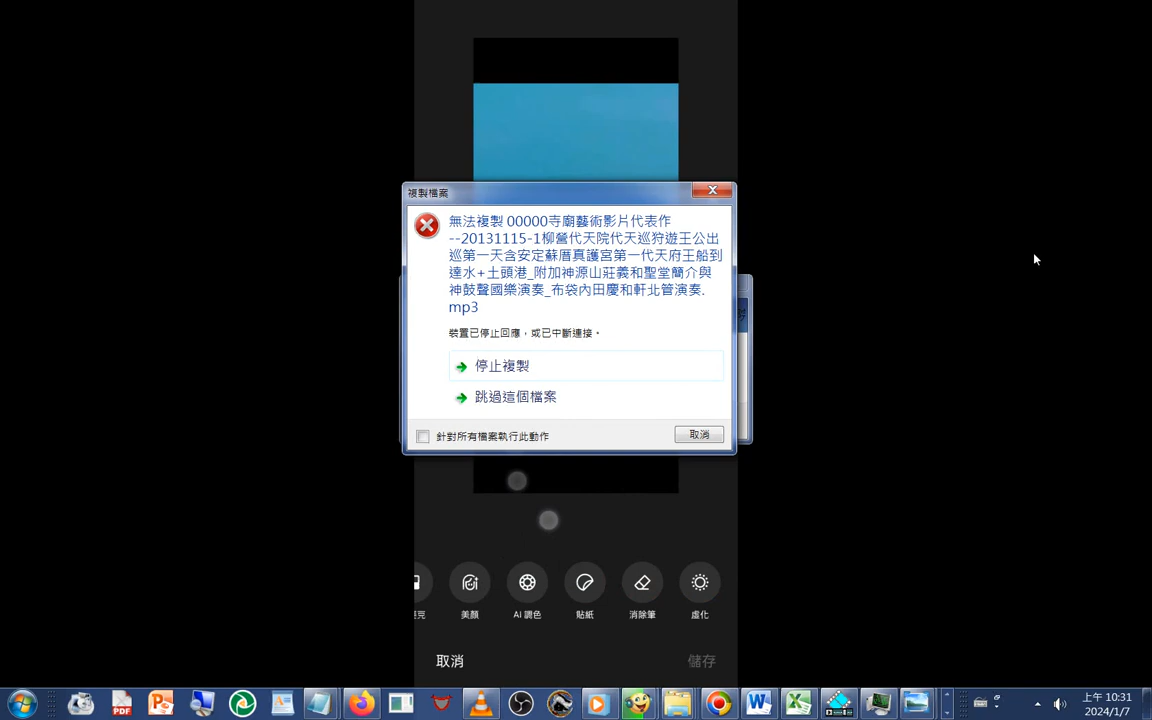 複製檔案
無法複製 00000寺廟藝術影片代表作
--20131115-1柳營代天院代天巡狩遊王公出
巡第一天含安定蘇厝真護宮第一代天府王船到
達水+土頭港_附加神源山莊義和聖堂簡介與
神鼓聲國樂演奏_布袋內田慶和軒北管演奏.
mp3
裝置已停止回應，或已中斷連接。
停止複製
跳過這個檔案
針對所有檔案執行此動作
取消
美顏
AI 調色
貼紙
消除筆
虛化
取消
儲存
PDF
上午 10:31
2024/1/7